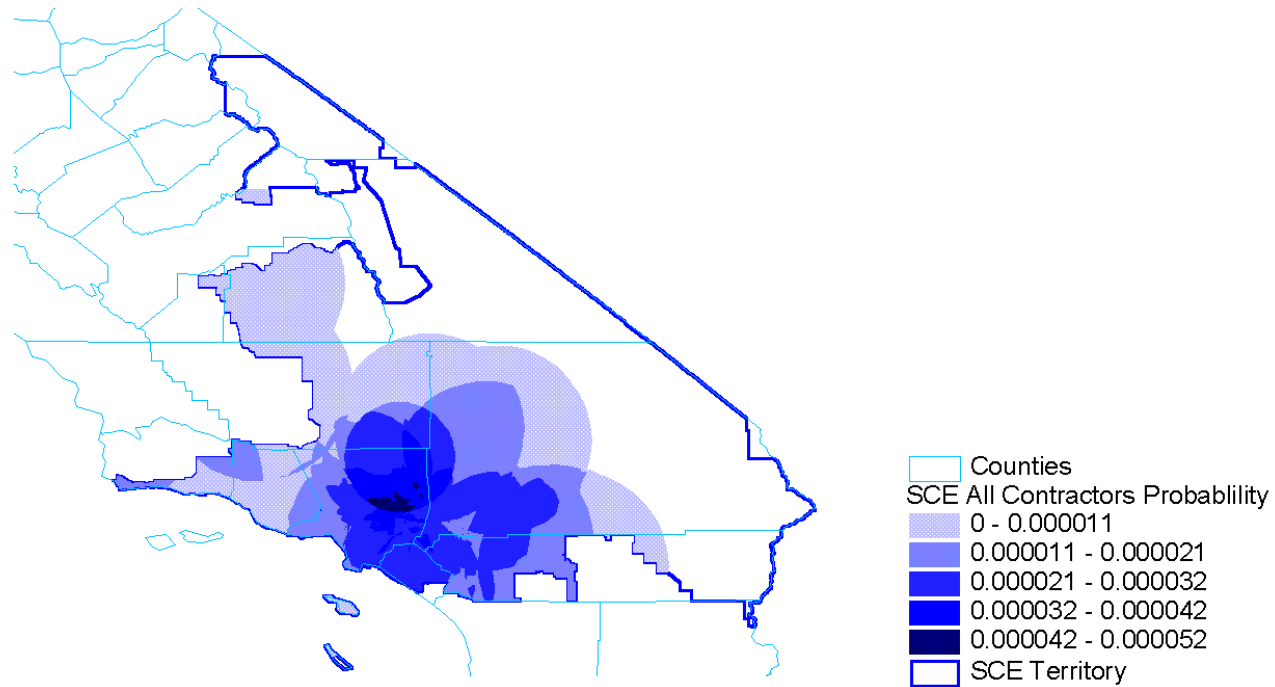 Counties
SCE All Contractors Probablility
0 - 0.000011
0.000011 - 0.000021
0.000021 - 0.000032
0.000032 - 0.000042
0.000042 - 0.000052
SCE Territory